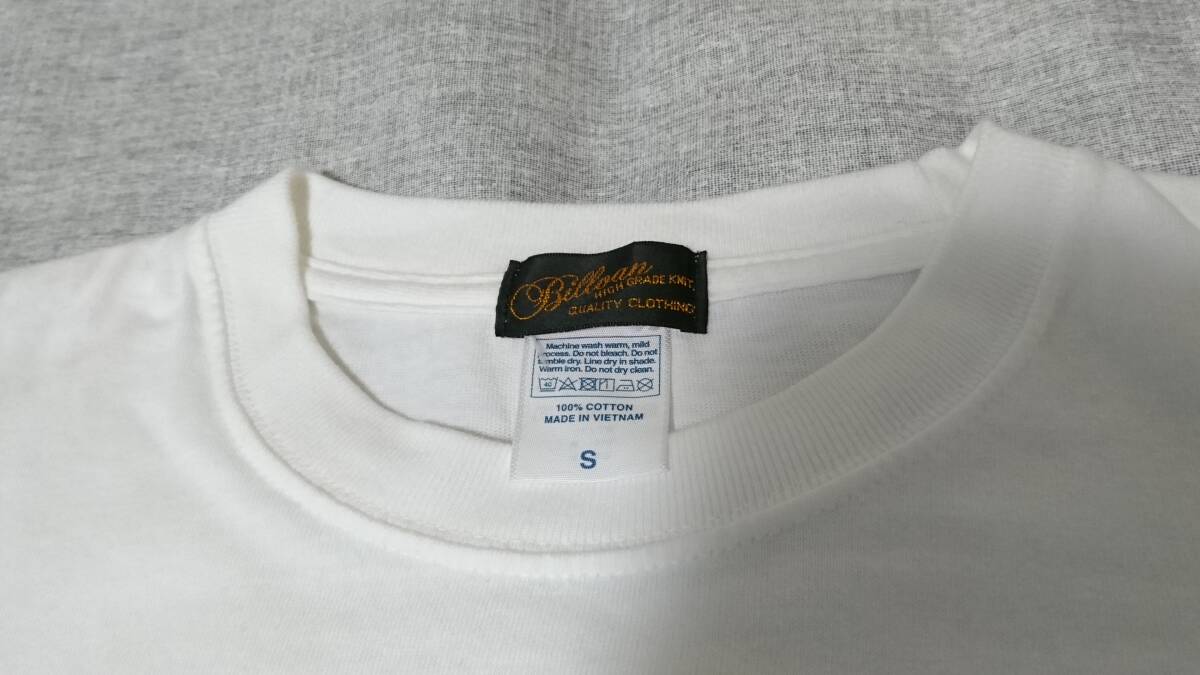 Billvan
HIGH GRADE KNIT.
QUALITY CLOTHING
Machine wash warm, mild
process. Do not bleach. Do not
tumble dry. Line dry in shade.
Warm iron. Do not dry clean.
40
100% COTTON
MADE IN VIETNAM
S